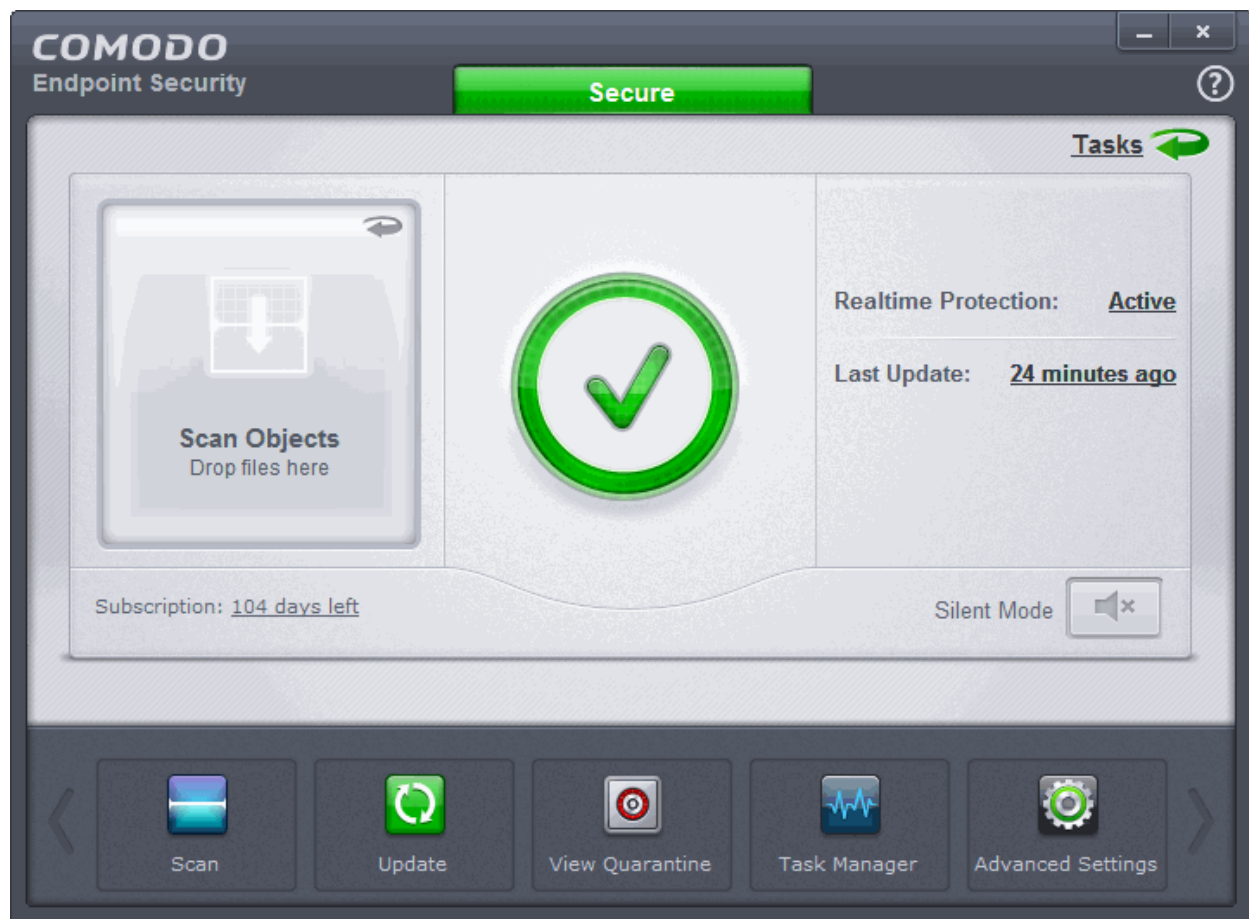 COMODO
Endpoint Security
Secure
?
Tasks
Scan Objects
Drop files here
Realtime Protection: Active
Last Update: 24 minutes ago
Subscription: 104 days left
Silent Mode
Scan
Update
View Quarantine
Task Manager
Advanced Settings